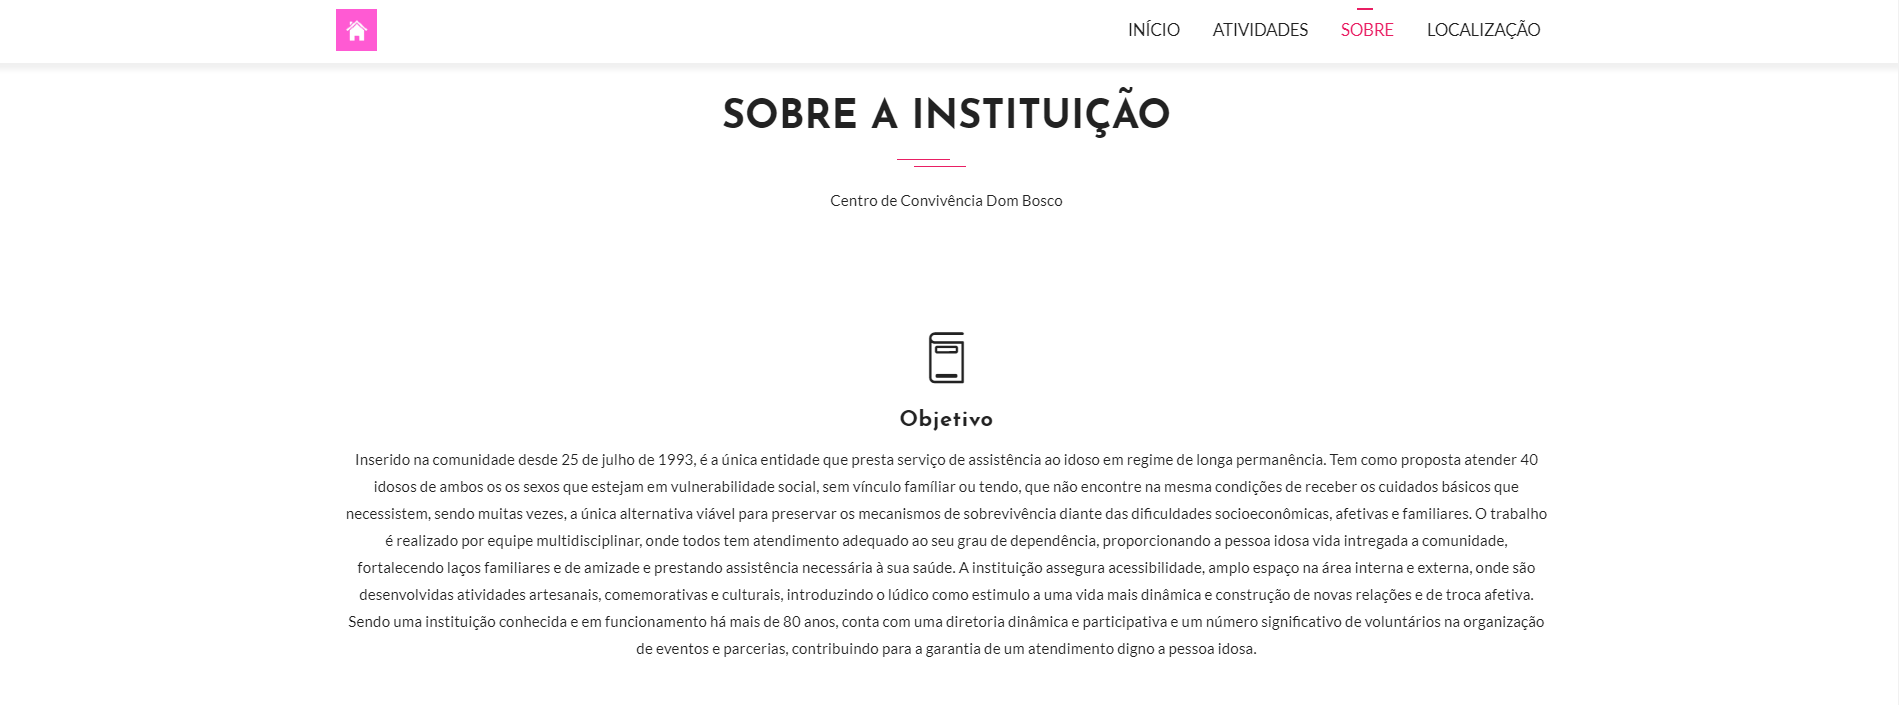 INÍCIO ATIVIDADES SOBRE LOCALIZAÇÃO
SOBRE A INSTITUIÇÃO
Centro de Convivência Dom Bosco
Objetivo
Inserido na comunidade desde 25 de julho de 1993, é a única entidade que presta serviço de assistência ao idoso em regime de longa permanência. Tem como proposta atender 40
idosos de ambos os os sexos que estejam em vulnerabilidade social, sem vínculo famíliar ou tendo, que não encontre na mesma condições de receber os cuidados básicos que
necessistem, sendo muitas vezes, a única alternativa viável para preservar os mecanismos de sobrevivência diante das dificuldades socioeconômicas, afetivas e familiares. O trabalho
é realizado por equipe multidisciplinar, onde todos tem atendimento adequado ao seu grau de dependência, proporcionando a pessoa idosa vida intregada a comunidade,
fortalecendo laços familiares e de amizade e prestando assistência necessária à sua saúde. A instituição assegura acessibilidade, amplo espaço na área interna e externa, onde são
desenvolvidas atividades artesanais, comemorativas e culturais, introduzindo o lúdico como estimulo a uma vida mais dinâmica e construção de novas relações e de troca afetiva.
Sendo uma instituição conhecida e em funcionamento há mais de 80 anos, conta com uma diretoria dinâmica e participativa e um número significativo de voluntários na organização
de eventos e parcerias, contribuindo para a garantia de um atendimento digno a pessoa idosa.